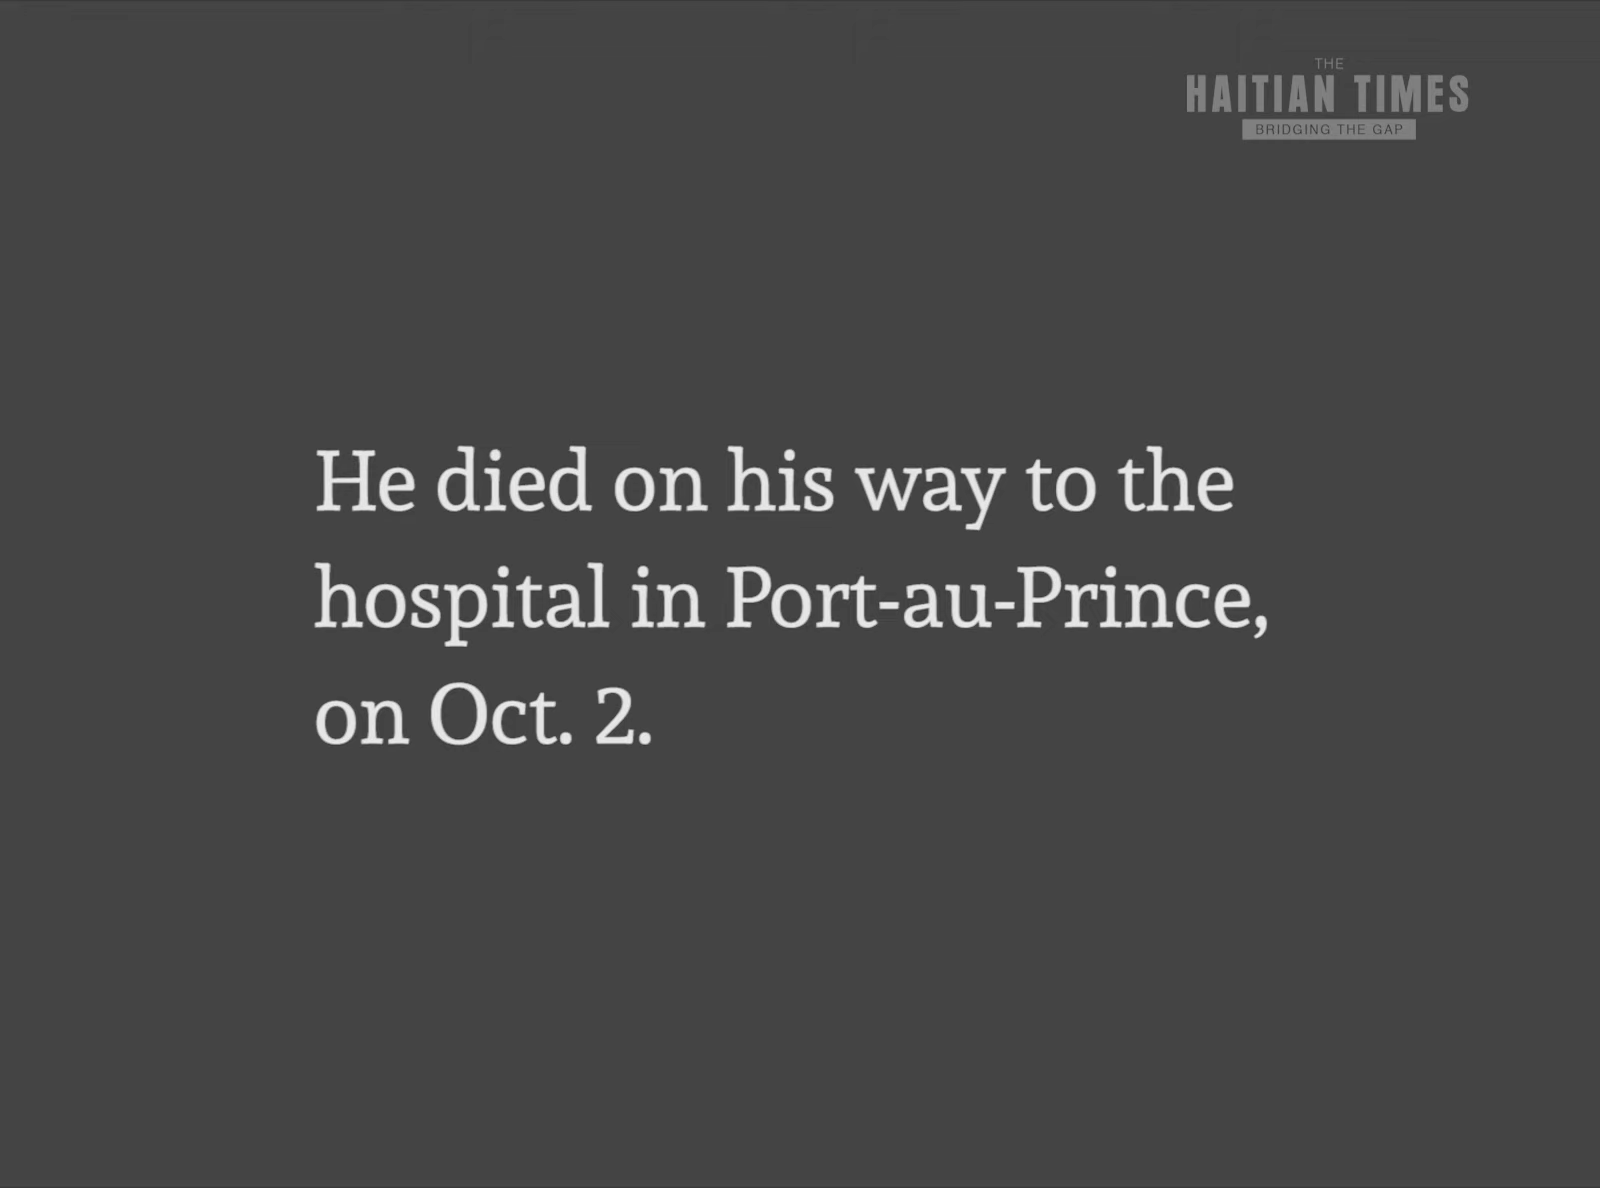 THE
HAITIAN TIMES
BRIDGING THE GAP
He died on his way to the
hospital in Port-au-Prince,
on Oct. 2.